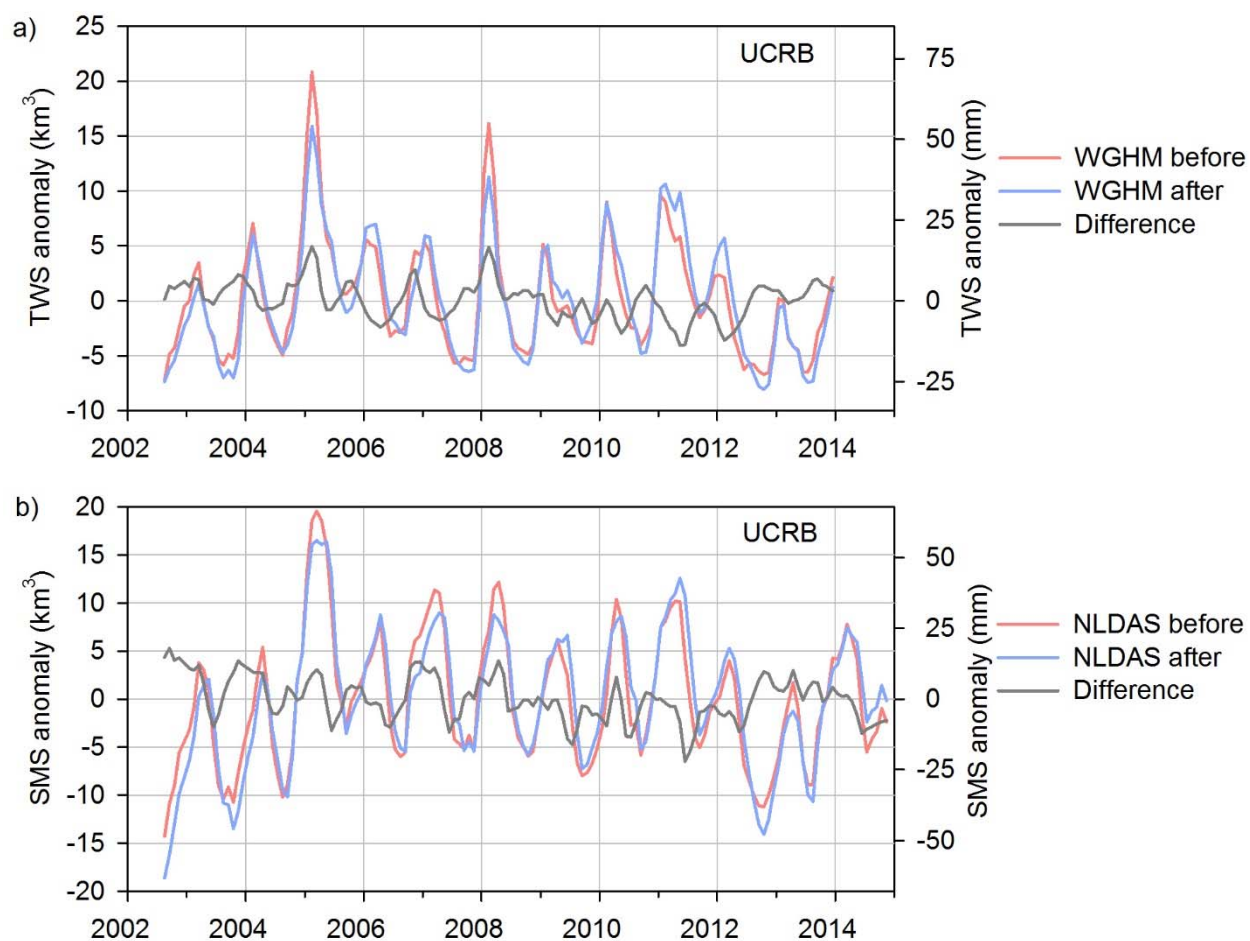 a)
UCRB
TWS anomaly (km³)
25
20
15
10
5
0
-5
-10
75
50
25
0
-25
TWS anomaly (mm)
2002 2004 2006 2008 2010 2012 2014
WGHM before
WGHM after
Difference
b)
UCRB
SMS anomaly (km³)
20
15
10
5
0
-5
-10
-15
-20
50
25
0
-25
-50
SMS anomaly (mm)
2002 2004 2006 2008 2010 2012 2014
NLDAS before
NLDAS after
Difference